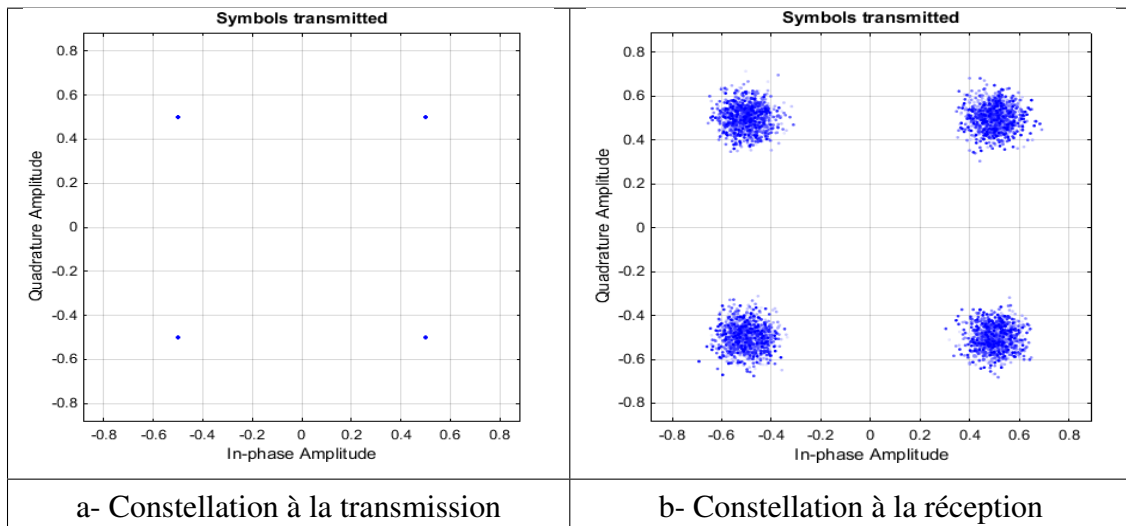 Symbols transmitted
Quadrature Amplitude
0.8
0.6
0.4
0.2
0
-0.2
-0.4
-0.6
-0.8
-0.8 -0.6 -0.4 -0.2 0 0.2 0.4 0.6 0.8
In-phase Amplitude
a- Constellation à la transmission
Symbols transmitted
Quadrature Amplitude
0.8
0.6
0.4
0.2
0
-0.2
-0.4
-0.6
-0.8
-0.8 -0.6 -0.4 -0.2 0 0.2 0.4 0.6 0.8
In-phase Amplitude
b- Constellation à la réception